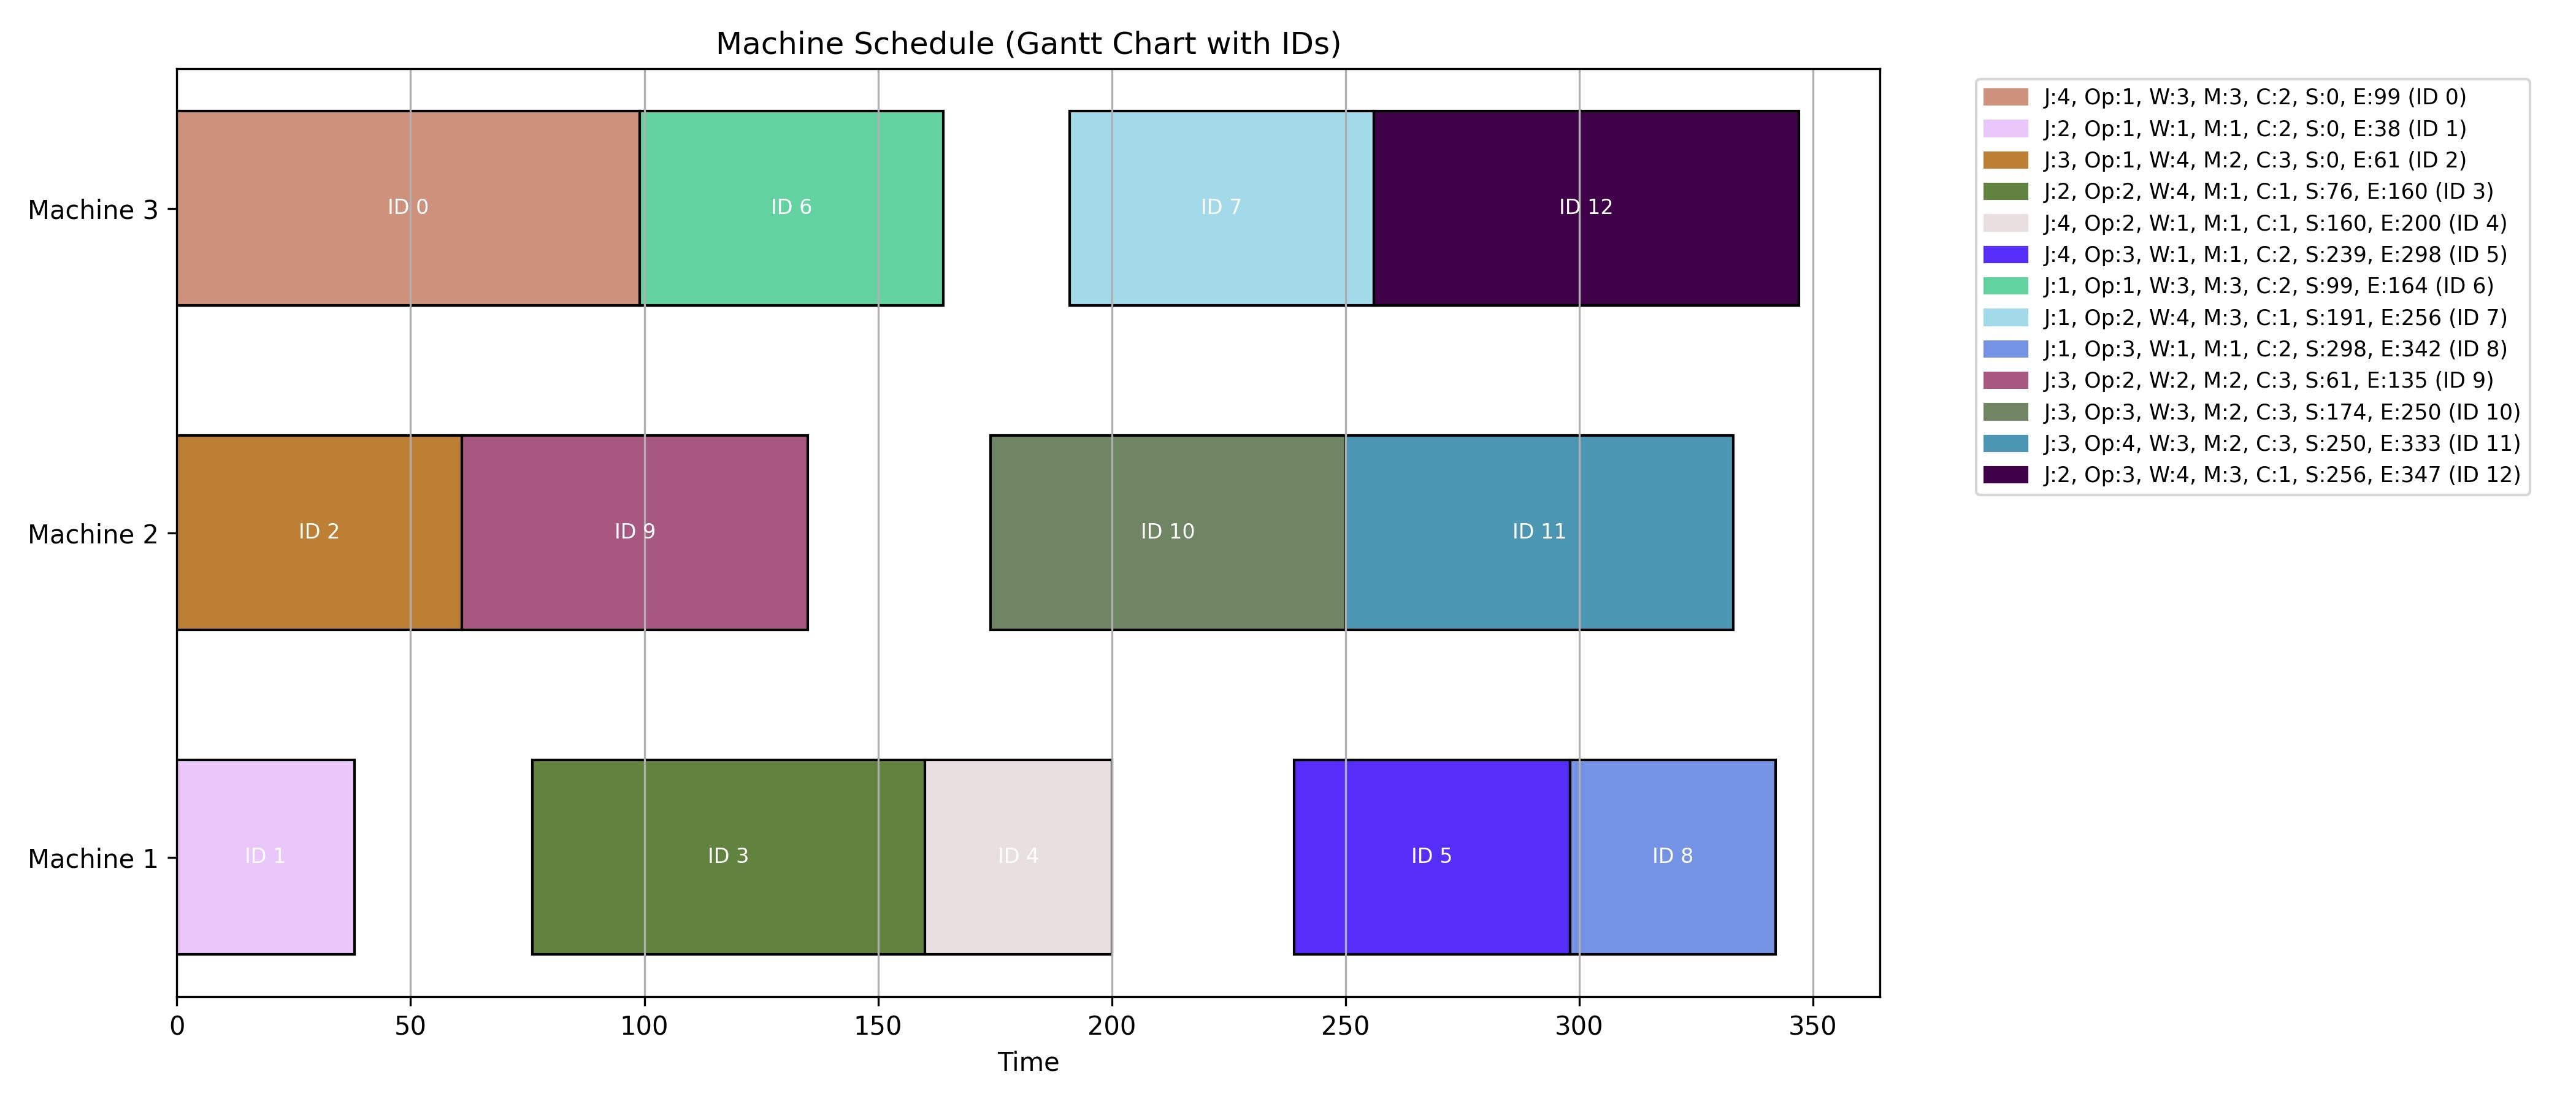 Machine Schedule (Gantt Chart with IDs)
Machine 3
ID 0
ID 6
ID 7
ID 12
Machine 2
ID 2
ID 9
ID 10
ID 11
Machine 1
ID 1
ID 3
ID 4
ID 5
ID 8
0 50 100 150 200 250 300 350
Time
J:4, Op:1, W:3, M:3, C:2, S:0, E:99 (ID 0)
J:2, Op:1, W:1, M:1, C:2, S:0, E:38 (ID 1)
J:3, Op:1, W:4, M:2, C:3, S:0, E:61 (ID 2)
J:2, Op:2, W:4, M:1, C:1, S:76, E:160 (ID 3)
J:4, Op:2, W:1, M:1, C:1, S:160, E:200 (ID 4)
J:4, Op:3, W:1, M:1, C:2, S:239, E:298 (ID 5)
J:1, Op:1, W:3, M:3, C:2, S:99, E:164 (ID 6)
J:1, Op:2, W:4, M:3, C:1, S:191, E:256 (ID 7)
J:1, Op:3, W:1, M:1, C:2, S:298, E:342 (ID 8)
J:3, Op:2, W:2, M:2, C:3, S:61, E:135 (ID 9)
J:3, Op:3, W:3, M:2, C:3, S:174, E:250 (ID 10)
J:3, Op:4, W:3, M:2, C:3, S:250, E:333 (ID 11)
J:2, Op:3, W:4, M:3, C:1, S:256, E:347 (ID 12)